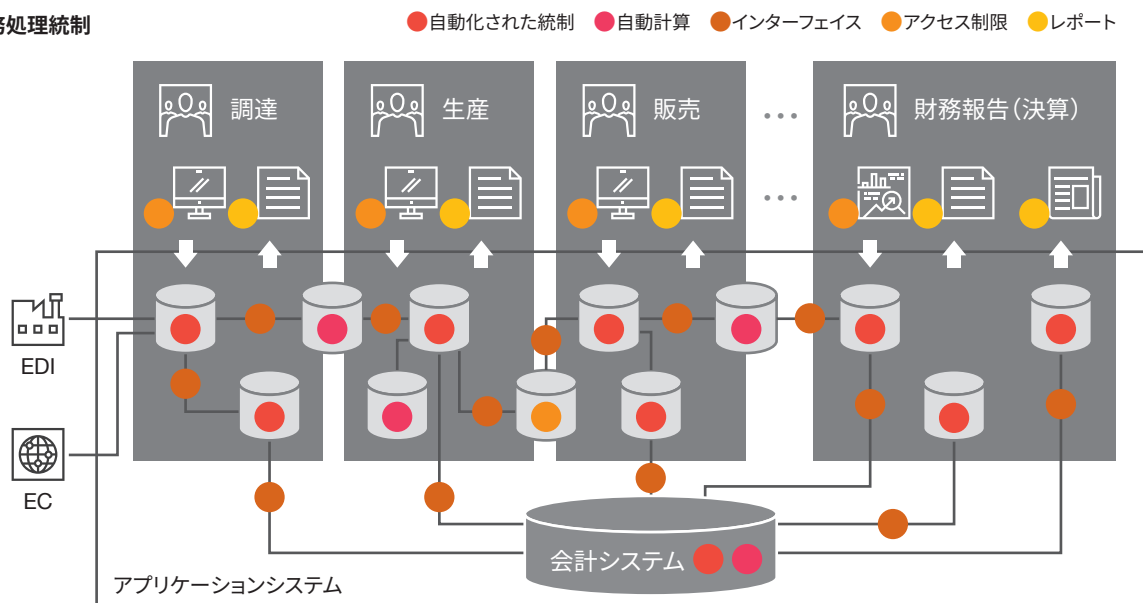 務処理統制
自動化された統制 自動計算 インターフェイス アクセス制限 レポート
調達 生産 販売 … 財務報告（決算）
…
EDI
EC
会計システム
アプリケーションシステム